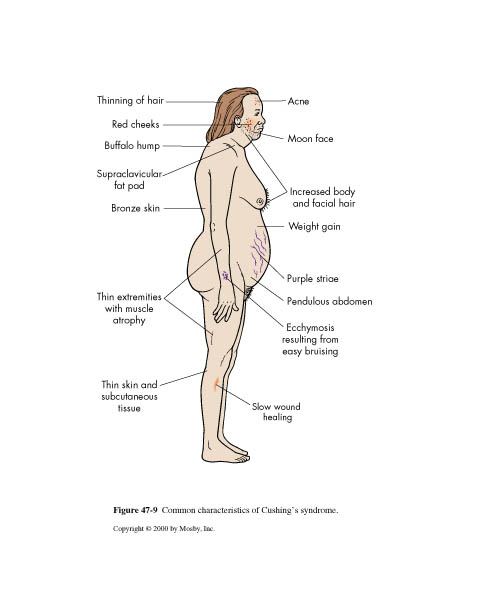 Thinning of hair
Red cheeks
Buffalo hump
Supraclavicular
fat pad
Bronze skin
Thin extremities
with muscle
atrophy
Thin skin and
subcutaneous
tissue
Acne
Moon face
Increased body
and facial hair
Weight gain
Purple striae
Pendulous abdomen
Ecchymosis
resulting from
easy bruising
Slow wound
healing
Figure 47-9 Common characteristics of Cushing's syndrome.
Copyright © 2000 by Mosby, Inc.